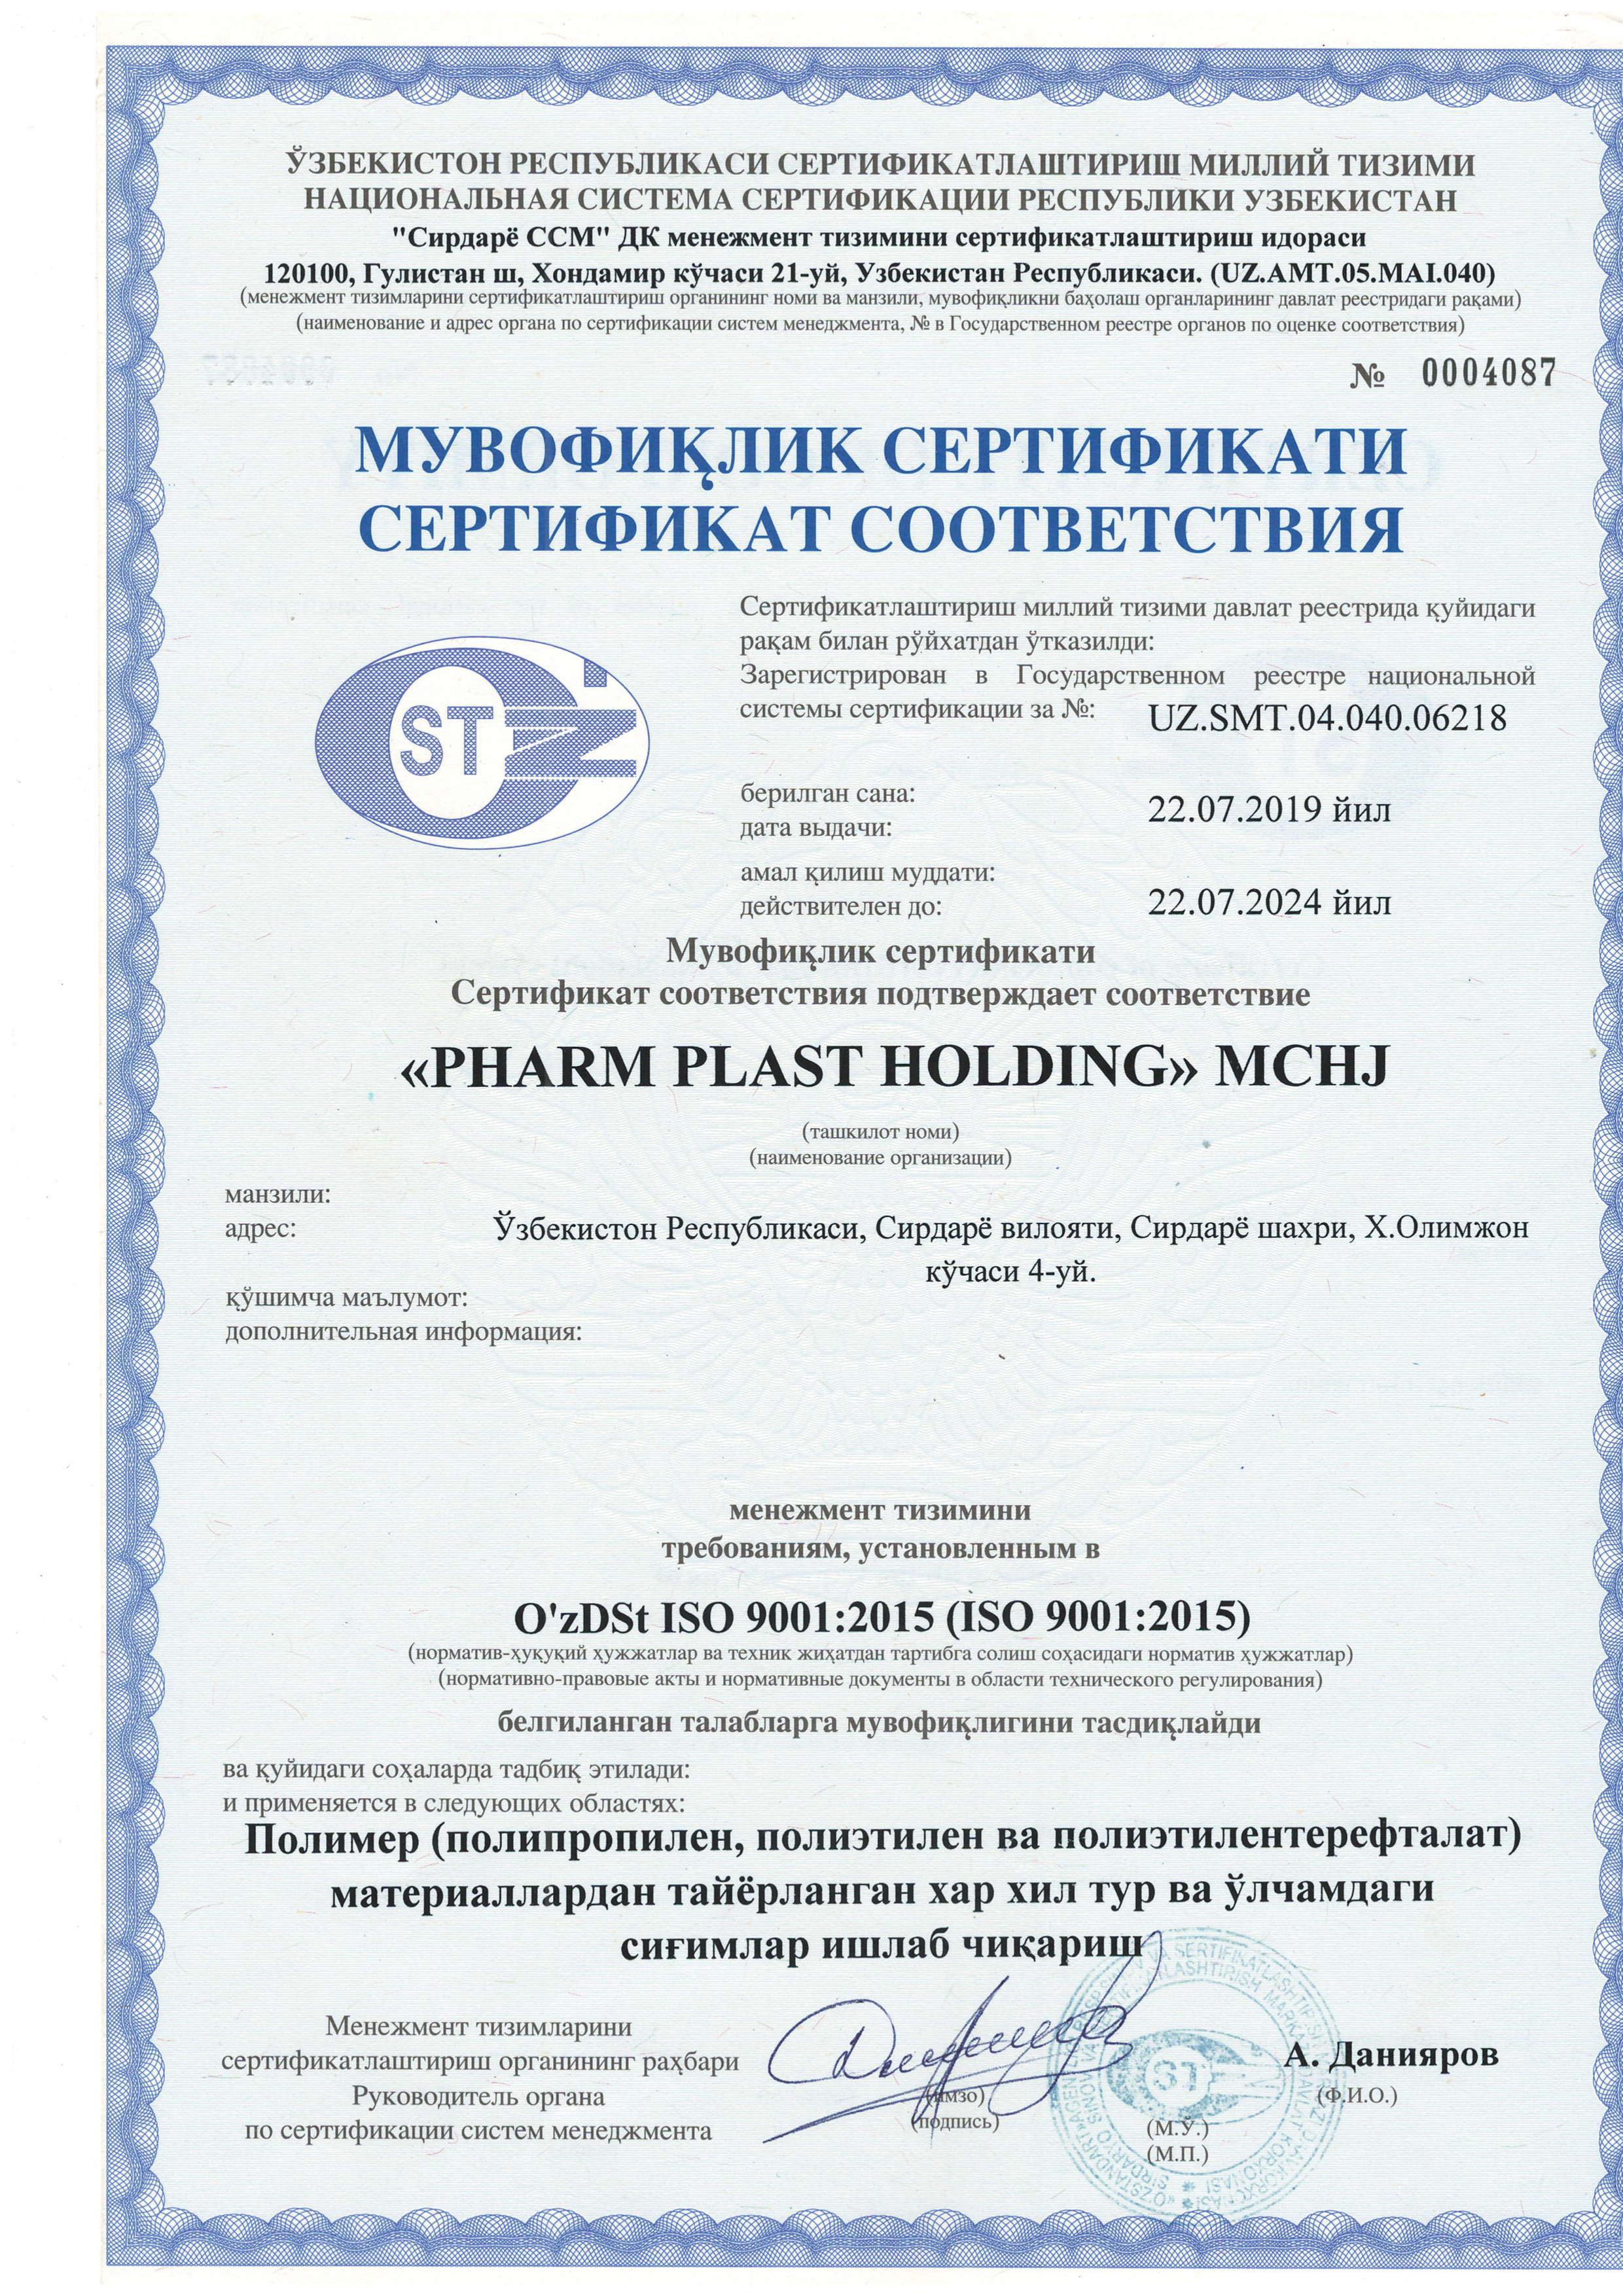 ЎЗБЕКИСТОН РЕСПУБЛИКАСИ СЕРТИФИКАТЛАШТИРИШ МИЛЛИЙ ТИЗИМИ
НАЦИОНАЛЬНАЯ СИСТЕМА СЕРТИФИКАЦИИ РЕСПУБЛИКИ УЗБЕКИСТАН
"Сирдарё ССМ" ДК менежмент тизимини сертификатлаштириш идораси
120100, Гулистан ш, Хондамир кўчаси 21-уй, Узбекистан Республикаси. (UZ.AMT.05.MAI.040)
(менежмент тизимларини сертификатлаштириш органининг номи ва манзили, мувофиқликни баҳолаш органларининг давлат реестридаги рақами)
(наименование и адрес органа по сертификации систем менеджмента, № в Государственном реестре органов по оценке соответствия)
№ 0004087
МУВОФИҚЛИК СЕРТИФИКАТИ
СЕРТИФИКАТ СООТВЕТСТВИЯ
Сертификатлаштириш миллий тизими давлат реестрида қуйидаги
рақам билан рўйхатдан ўтказилди:
Зарегистрирован в Государственном реестре национальной
системы сертификации за №: UZ.SMT.04.040.06218
ST
берилган сана:
дата выдачи: 22.07.2019 йил
амал қилиш муддати:
действителен до: 22.07.2024 йил
Мувофиқлик сертификати
Сертификат соответствия подтверждает соответствие
«PHARM PLAST HOLDING» MCHJ
(ташкилот номи)
(наименование организации)
манзили:
адрес: Ўзбекистон Республикаси, Сирдарё вилояти, Сирдарё шахри, Х.Олимжон
кўчаси 4-уй.
қўшимча маълумот:
дополнительная информация:
менежмент тизимини
требованиям, установленным в
O'zDSt ISO 9001:2015 (ISO 9001:2015)
(норматив-ҳуқуқий ҳужжатлар ва техник жиҳатдан тартибга солиш соҳасидаги норматив ҳужжатлар)
(нормативно-правовые акты и нормативные документы в области технического регулирования)
белгиланган талабларга мувофиқлигини тасдиқлайди
ва қуйидаги соҳаларда тадбиқ этилади:
и применяется в следующих областях:
Полимер (полипропилен, полиэтилен ва полиэтилентерефталат)
материаллардан тайёрланган хар хил тур ва ўлчамдаги
сиғимлар ишлаб чиқариш
Менежмент тизимларини
сертификатлаштириш органининг раҳбари
Руководитель органа
по сертификации систем менеджмента
(имзо)
(подпись)
ST
(М.Ў.)
(М.П.)
А. Данияров
(Ф.И.О.)